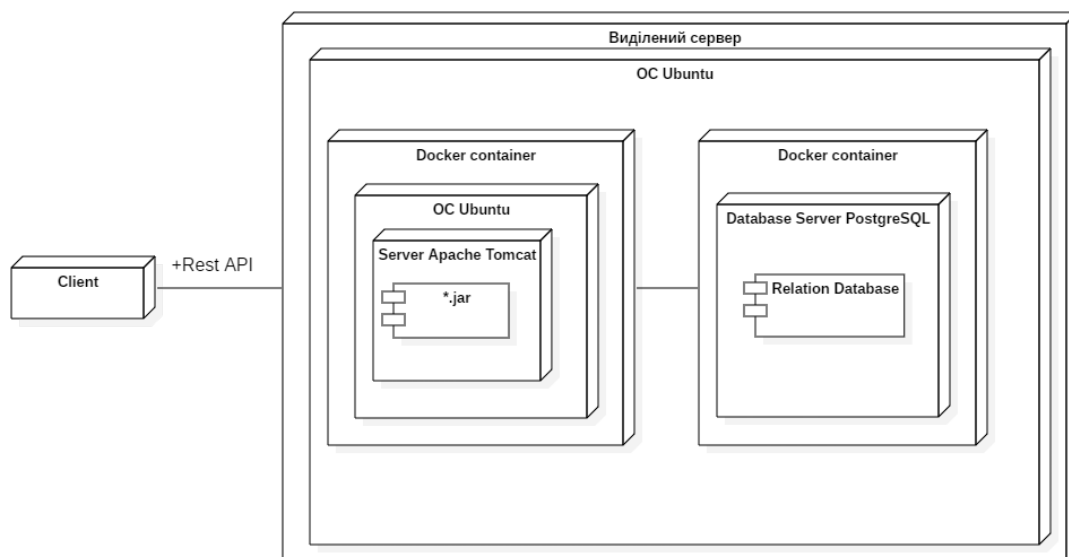 Виділений сервер
ОС Ubuntu
Docker container
Docker container
ОС Ubuntu
Database Server PostgreSQL
Server Apache Tomcat
+Rest API
Client
*.jar
Relation Database